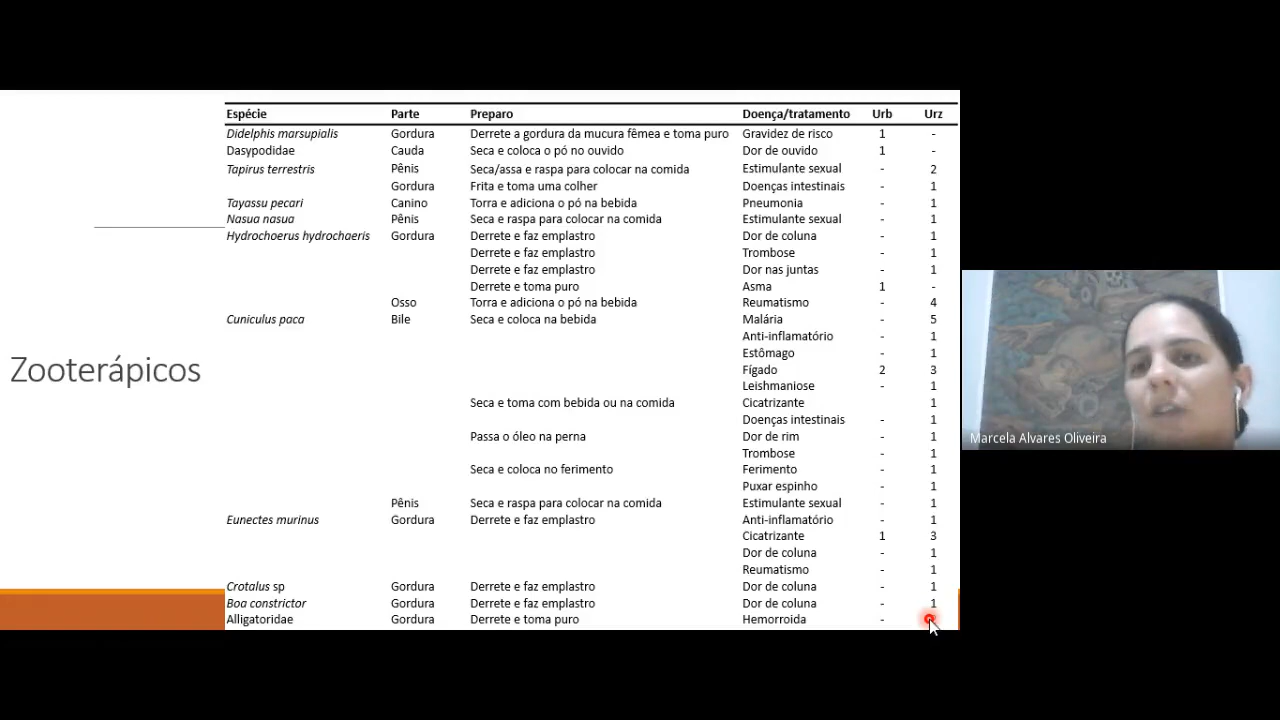 Zooterápicos
Espécie Parte Preparo Doença/tratamento Urb Urz
Didelphis marsupialis Gordura Derrete a gordura da mucura fêmea e toma puro Gravidez de risco 1 -
Dasypodidae Cauda Seca e coloca o pó no ouvido Dor de ouvido 1 -
Tapirus terrestris Pênis Seca/assa e raspa para colocar na comida Estimulante sexual - 2
Gordura Frita e toma uma colher Doenças intestinais - 1
Tayassu pecari Canino Torra e adiciona o pó na bebida Pneumonia - 1
Nasua nasua Pênis Seca e raspa para colocar na comida Estimulante sexual - 1
Hydrochoerus hydrochaeris Gordura Derrete e faz emplastro Dor de coluna - 1
Derrete e faz emplastro Trombose - 1
Derrete e faz emplastro Dor nas juntas - 1
Derrete e toma puro Asma 1 -
Osso Torra e adiciona o pó na bebida Reumatismo - 4
Cuniculus paca Bile Seca e coloca na bebida Malária - 5
Anti-inflamatório - 1
Estômago - 1
Fígado 2 3
Leishmaniose - 1
Seca e toma com bebida ou na comida Cicatrizante 1
Doenças intestinais - 1
Passa o óleo na perna Dor de rim - 1
Trombose - 1
Seca e coloca no ferimento Ferimento - 1
Puxar espinho - 1
Pênis Seca e raspa para colocar na comida Estimulante sexual - 1
Eunectes murinus Gordura Derrete e faz emplastro Anti-inflamatório - 1
Cicatrizante 1 3
Dor de coluna - 1
Reumatismo - 1
Crotalus sp Gordura Derrete e faz emplastro Dor de coluna - 1
Boa constrictor Gordura Derrete e faz emplastro Dor de coluna - 1
Alligatoridae Gordura Derrete e toma puro Hemorroida -
Marcela Alvares Oliveira